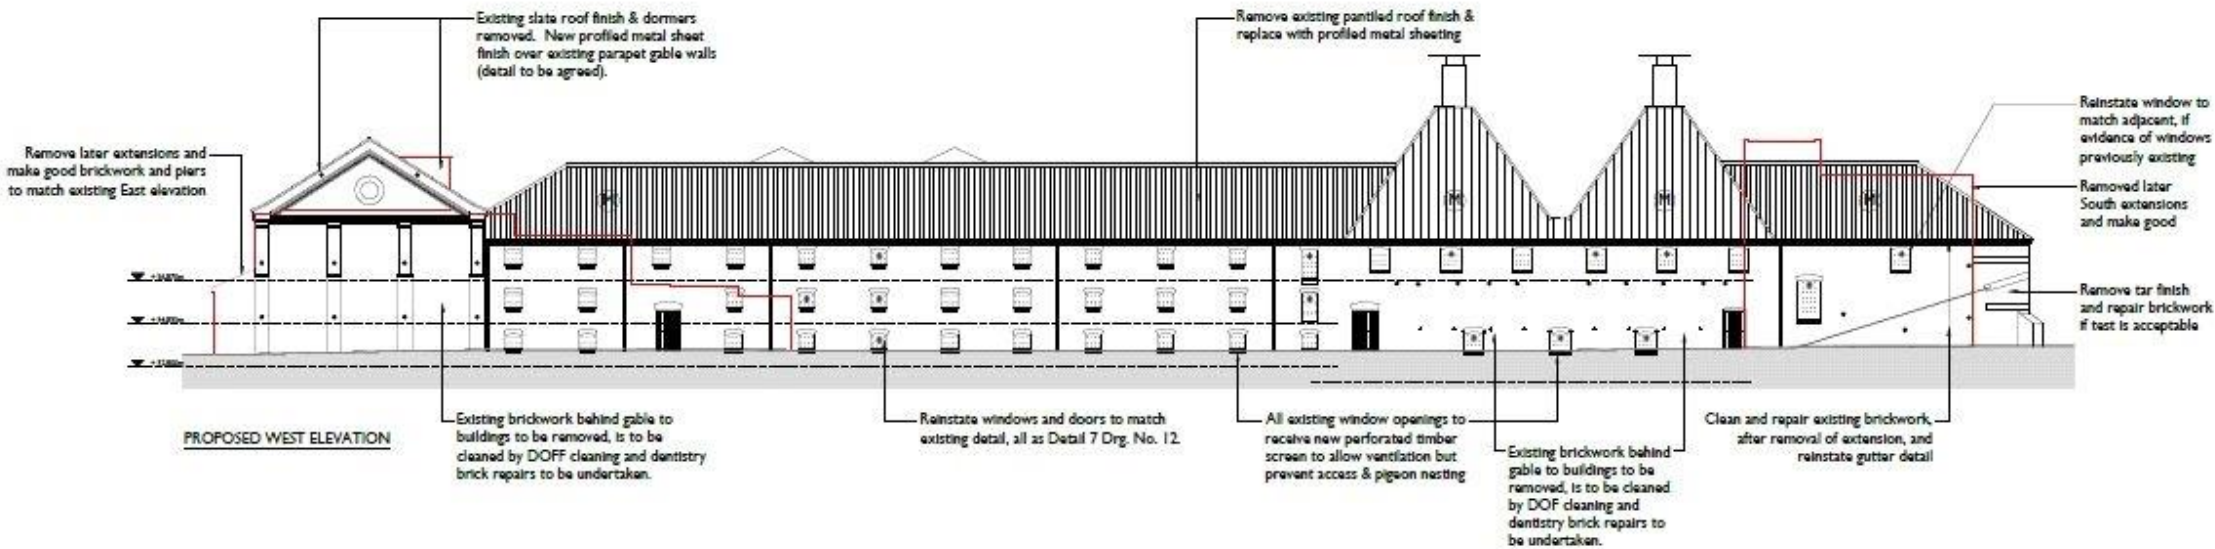 Existing slate roof finish & dormers
removed. New profiled metal sheet
finish over existing parapet gable walls
(detail to be agreed).
Remove existing pantiled roof finish &
replace with profiled metal sheeting
Reinstate window to
match adjacent, if
evidence of windows
previously existing
Remove later extensions and
make good brickwork and piers
to match existing East elevation
Removed later
South extensions
and make good
Remove tar finish
and repair brickwork
if test is acceptable
M
M
M
M
PROPOSED WEST ELEVATION
Existing brickwork behind gable to
buildings to be removed, is to be
cleaned by DOFF cleaning and dentistry
brick repairs to be undertaken.
Reinstate windows and doors to match
existing detail, all as Detail 7 Drg. No. 12.
All existing window openings to
receive new perforated timber
screen to allow ventilation but
prevent access & pigeon nesting
Existing brickwork behind
gable to buildings to be
removed, is to be cleaned
by DOF cleaning and
dentistry brick repairs to
be undertaken.
Clean and repair existing brickwork,
after removal of extension, and
reinstate gutter detail